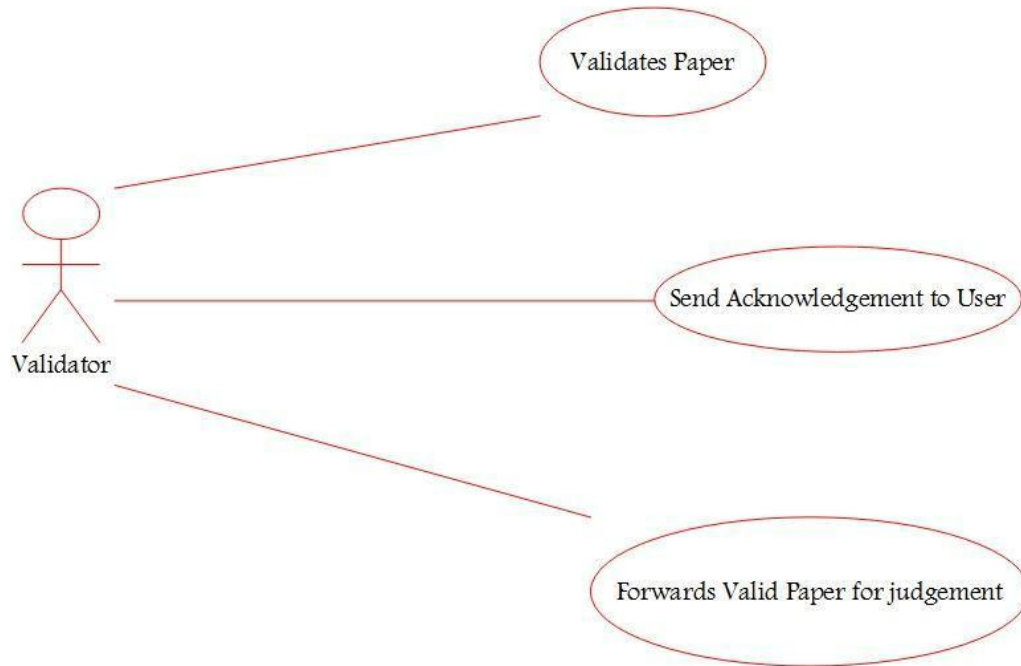 Validates Paper
Send Acknowledgement to User
Validator
Forwards Valid Paper for judgement